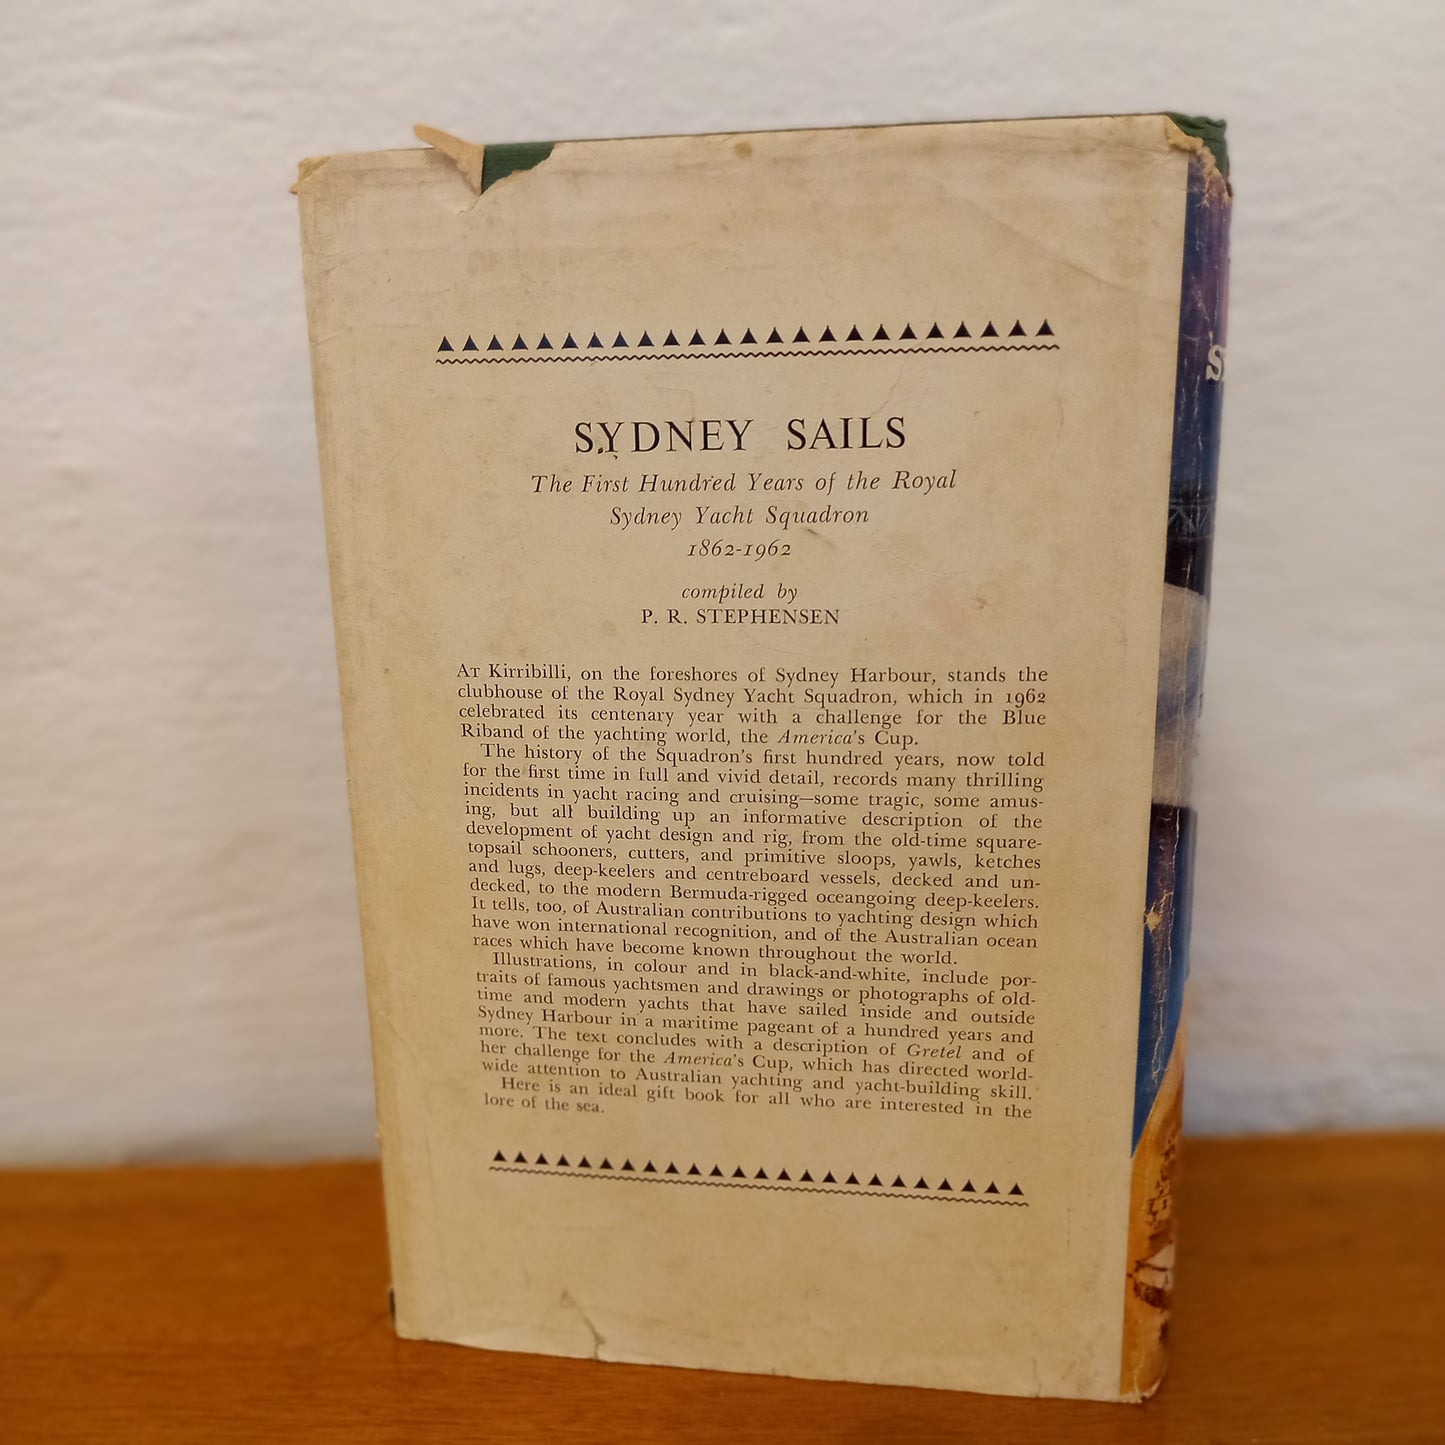 SYDNEY SAILS
The First Hundred Years of the Royal
Sydney Yacht Squadron
1862-1962
compiled by
P. R. STEPHENSEN
AT Kirribilli, on the foreshores of Sydney Harbour, stands the
clubhouse of the Royal Sydney Yacht Squadron, which in 1962
celebrated its centenary year with a challenge for the Blue
Riband of the yachting world, the America's Cup.
The history of the Squadron's first hundred years, now told
for the first time in full and vivid detail, records many thrilling
incidents in yacht racing and cruising—some tragic, some amus-
ing, but all building up an informative description of the
development of yacht design and rig, from the old-time square-
topsail schooners, cutters, and primitive sloops, yawls, ketches
and lugs, deep-keelers and centreboard vessels, decked and un-
decked, to the modern Bermuda-rigged oceangoing deep-keelers.
It tells, too, of Australian contributions to yachting design which
have won international recognition, and of the Australian ocean
races which have become known throughout the world.
Illustrations, in colour and in black-and-white, include por-
traits of famous yachtsmen and drawings or photographs of old-
time and modern yachts that have sailed inside and outside
Sydney Harbour in a maritime pageant of a hundred years and
more. The text concludes with a description of Gretel and of
her challenge for the America's Cup, which has directed world-
wide attention to Australian yachting and yacht-building skill.
Here is an ideal gift book for all who are interested in the
lore of the sea.